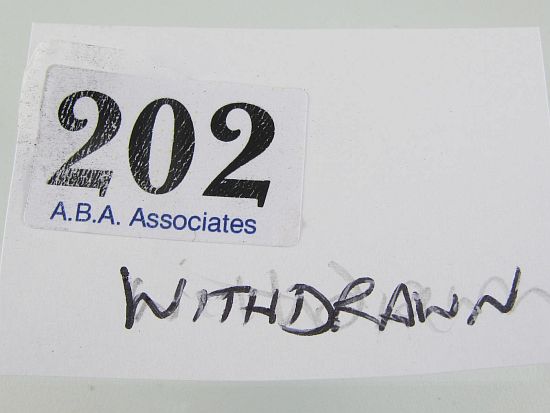 202
A.B.A. Associates
WITHDRAWN